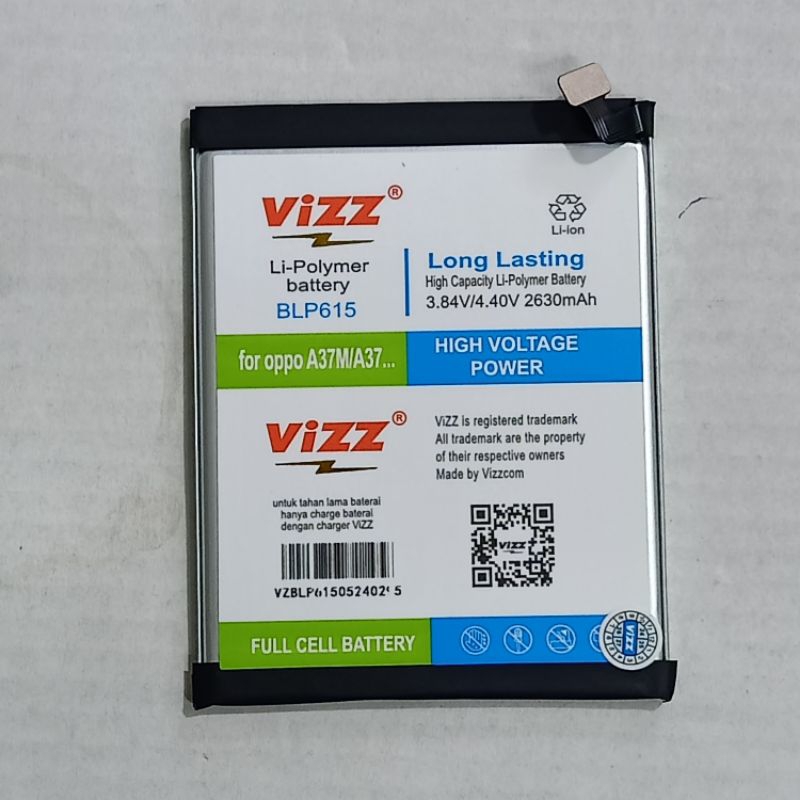 ViZZ®
Li-Polymer
battery
BLP615
Li-ion
Long Lasting
High Capacity Li-Polymer Battery
3.84V/4.40V 2630mAh
for oppo A37M/A37...
HIGH VOLTAGE
POWER
ViZZ®
untuk tahan lama baterai
hanya charge baterai
dengan charger ViZZ
ViZZ is registered trademark
All trademark are the property
of their respective owners
Made by Vizzcom
ViZZ
FULL CELL BATTERY
ViZZ